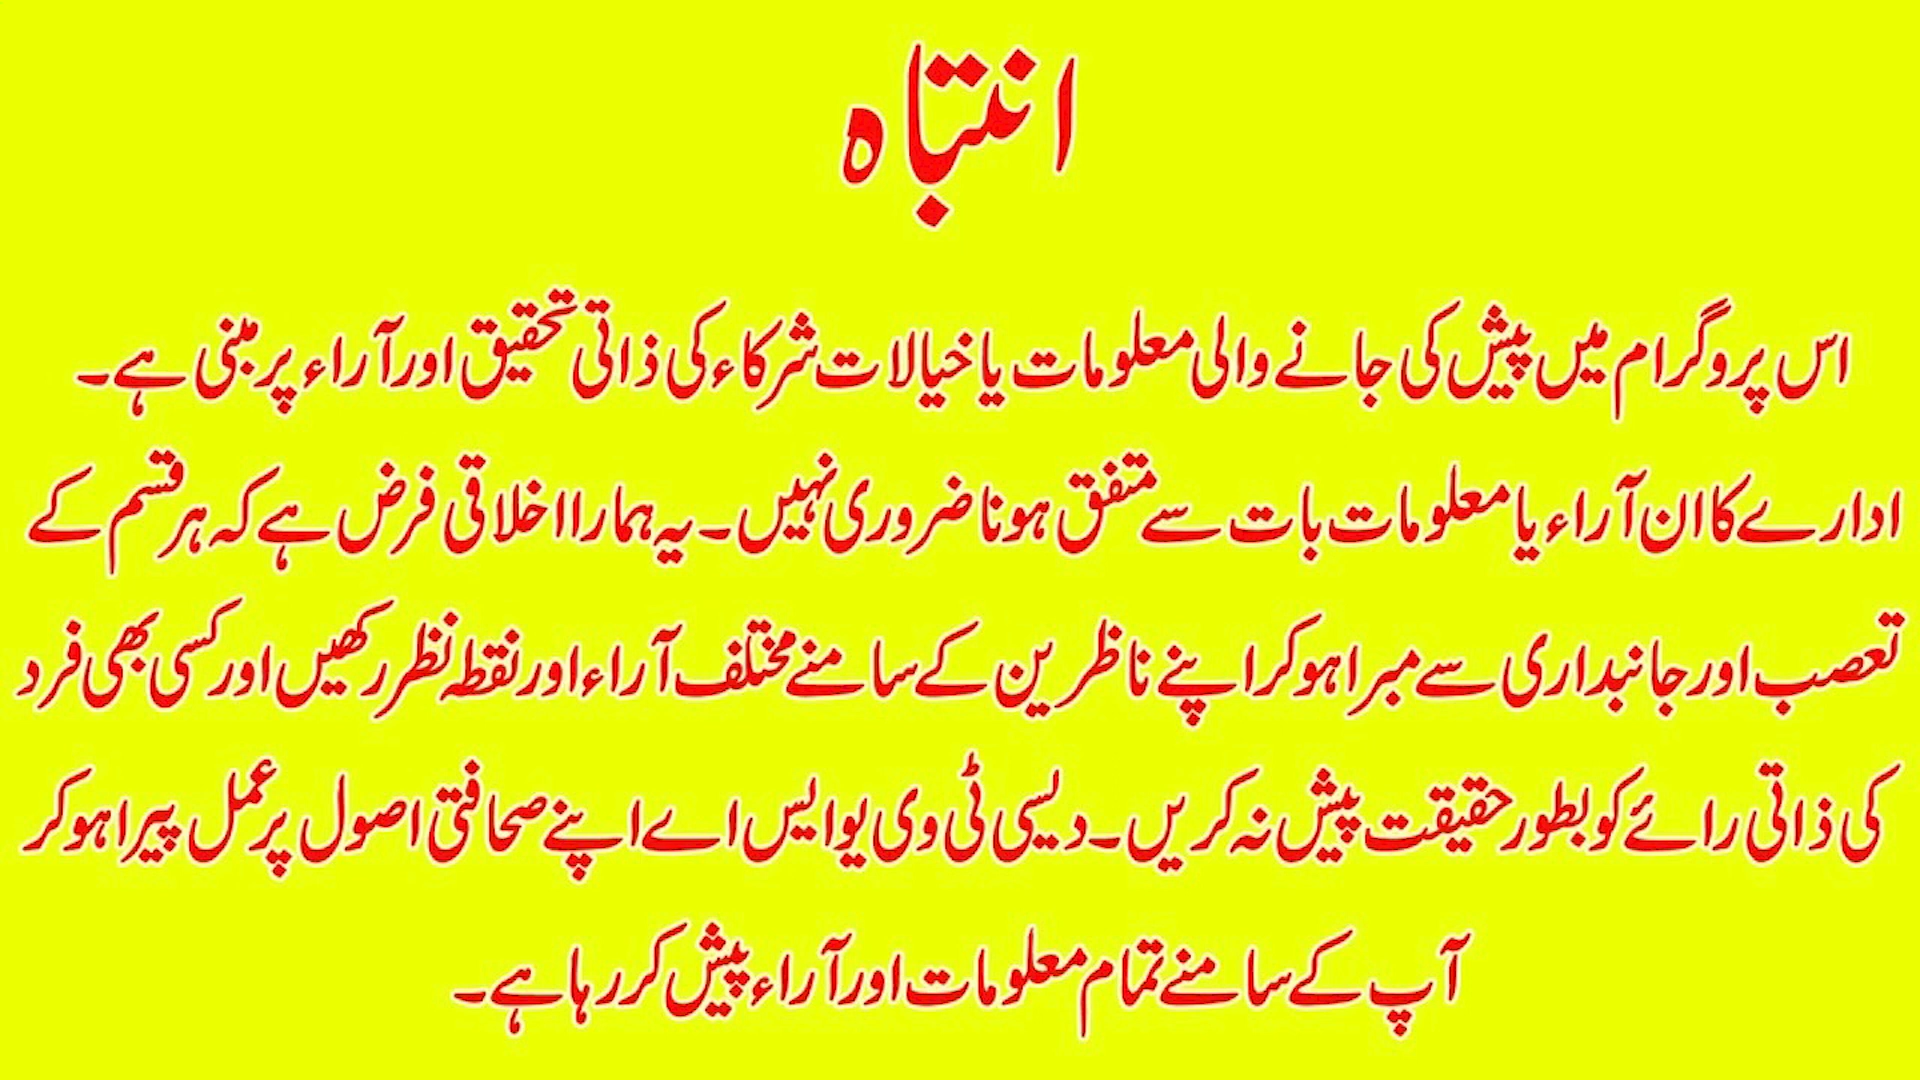 انتباہ
اس پروگرام میں پیش کی جانے والی معلومات یا خیالات شرکاء کی ذاتی تحقیق اور آراء پر مبنی ہے۔
ادارے کا ان آراء یا معلومات بات سے متفق ہونا ضروری نہیں۔ یہ ہمارا اخلاقی فرض ہے کہ ہر قسم کے
تعصب اور جانبداری سے مبرا ہو کر اپنے ناظرین کے سامنے مختلف آراء اور نقطہ نظر رکھیں اور کسی بھی فرد
کی ذاتی رائے کو بطور حقیقت پیش نہ کریں۔ دیسی ٹی وی یو ایس اے اپنے صحافتی اصول پر عمل پیرا ہو کر
آپ کے سامنے تمام معلومات اور آراء پیش کر رہا ہے۔